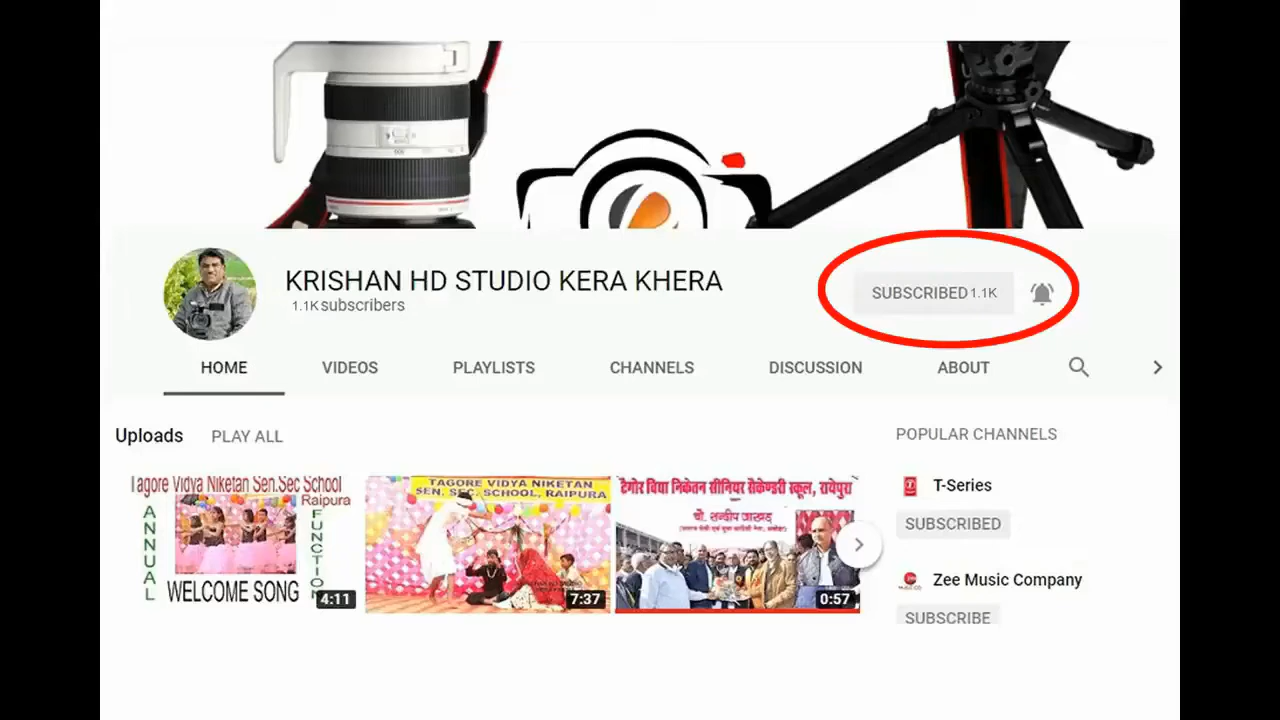 KRISHAN HD STUDIO KERA KHERA
1.1K subscribers
SUBSCRIBED 1.1K
HOME VIDEOS PLAYLISTS CHANNELS DISCUSSION ABOUT
Uploads PLAY ALL
Tagore Vidya Niketan Sen.Sec School
Raipura
ANNUAL
FUNCTION
WELCOME SONG
4:11
TAGORE VIDYA NIKETAN
SEN. SEC. SCHOOL, RAIPURA
7:37
टैगोर विद्या निकेतन सीनियर सैकेण्डरी स्कूल, रायपुरा
चौ. सन्दीप जाखड़
0:57
POPULAR CHANNELS
T-Series
SUBSCRIBED
Zee Music Company
SUBSCRIBE